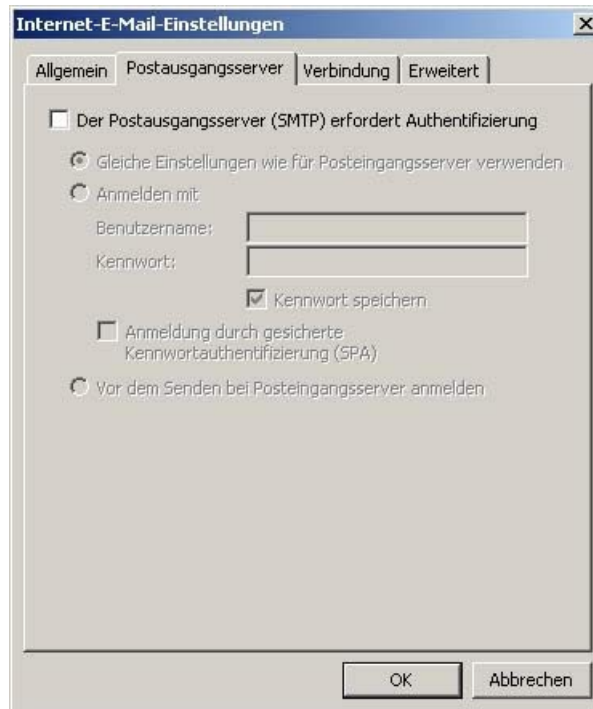 Internet-E-Mail-Einstellungen
Allgemein Postausgangsserver Verbindung Erweitert
Der Postausgangsserver (SMTP) erfordert Authentifizierung
Gleiche Einstellungen wie für Posteingangsserver verwenden
Anmelden mit
Benutzername:
Kennwort:
Kennwort speichern
Anmeldung durch gesicherte
Kennwortauthentifizierung (SPA)
Vor dem Senden bei Posteingangsserver anmelden
OK Abbrechen